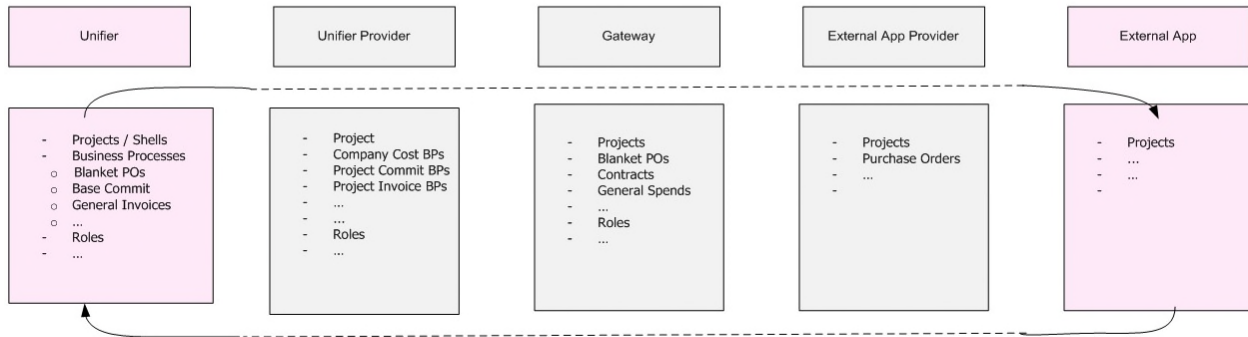 Unifier
Unifier Provider
Gateway
External App Provider
External App
- Projects / Shells
- Business Processes
o Blanket POs
o Base Commit
o General Invoices
o ...
- Roles
- ...
- Project
- Company Cost BPs
- Project Commit BPs
- Project Invoice BPs
- ...
- ...
- Roles
- ...
- Projects
- Blanket POs
- Contracts
- General Spends
- ...
- Roles
- ...
- Projects
- Purchase Orders
- ...
-
- Projects
- ...
- ...
-